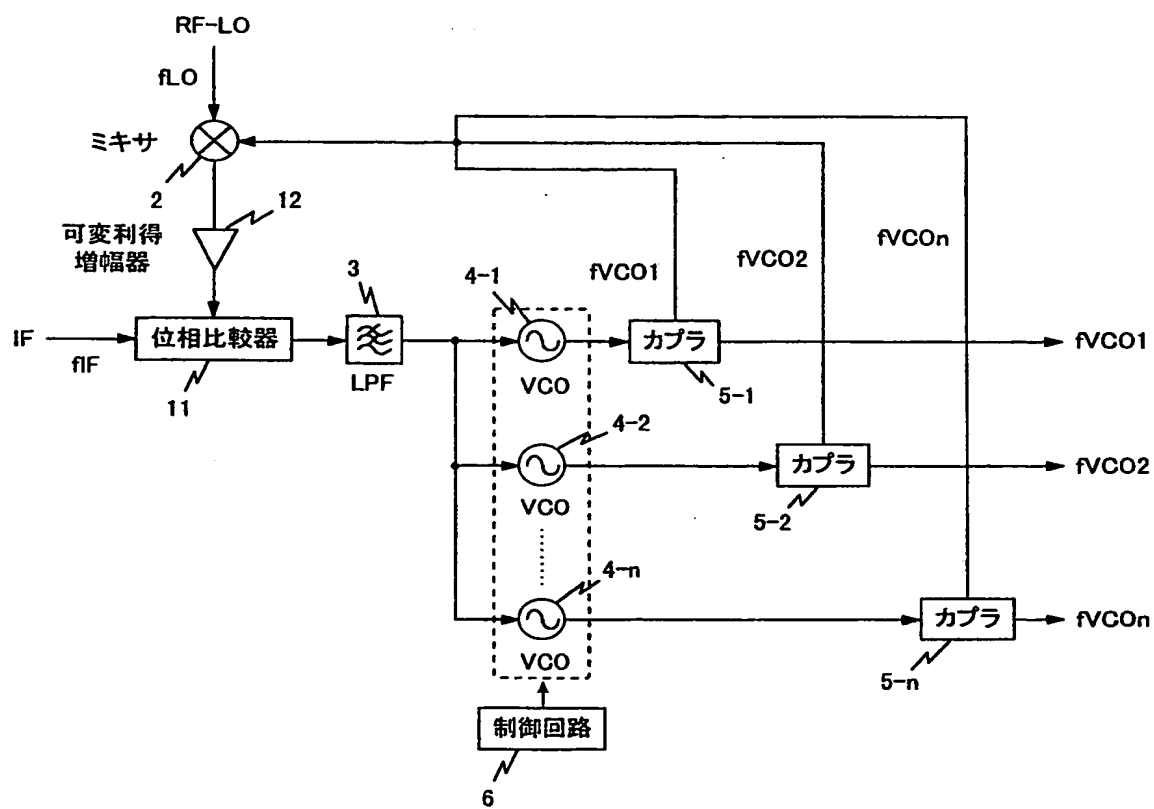 RF-LO
fLO
ミキサ
2
12
可変利得
増幅器
fVCO1
fVCO2
fVCOn
3
4-1
IF
fIF
位相比較器
11
LPF
VCO
カプラ
5-1
fVCO1
4-2
VCO
カプラ
5-2
fVCO2
4-n
VCO
カプラ
5-n
fVCOn
制御回路
6